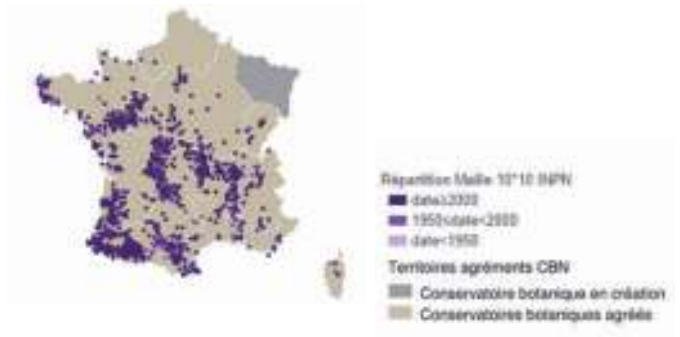 Répartition Maille 10*10 INPN
date≥2000
1950≤date<2000
date<1950
Territoires agréments CBN
Conservatoire botanique en création
Conservatoires botaniques agréés